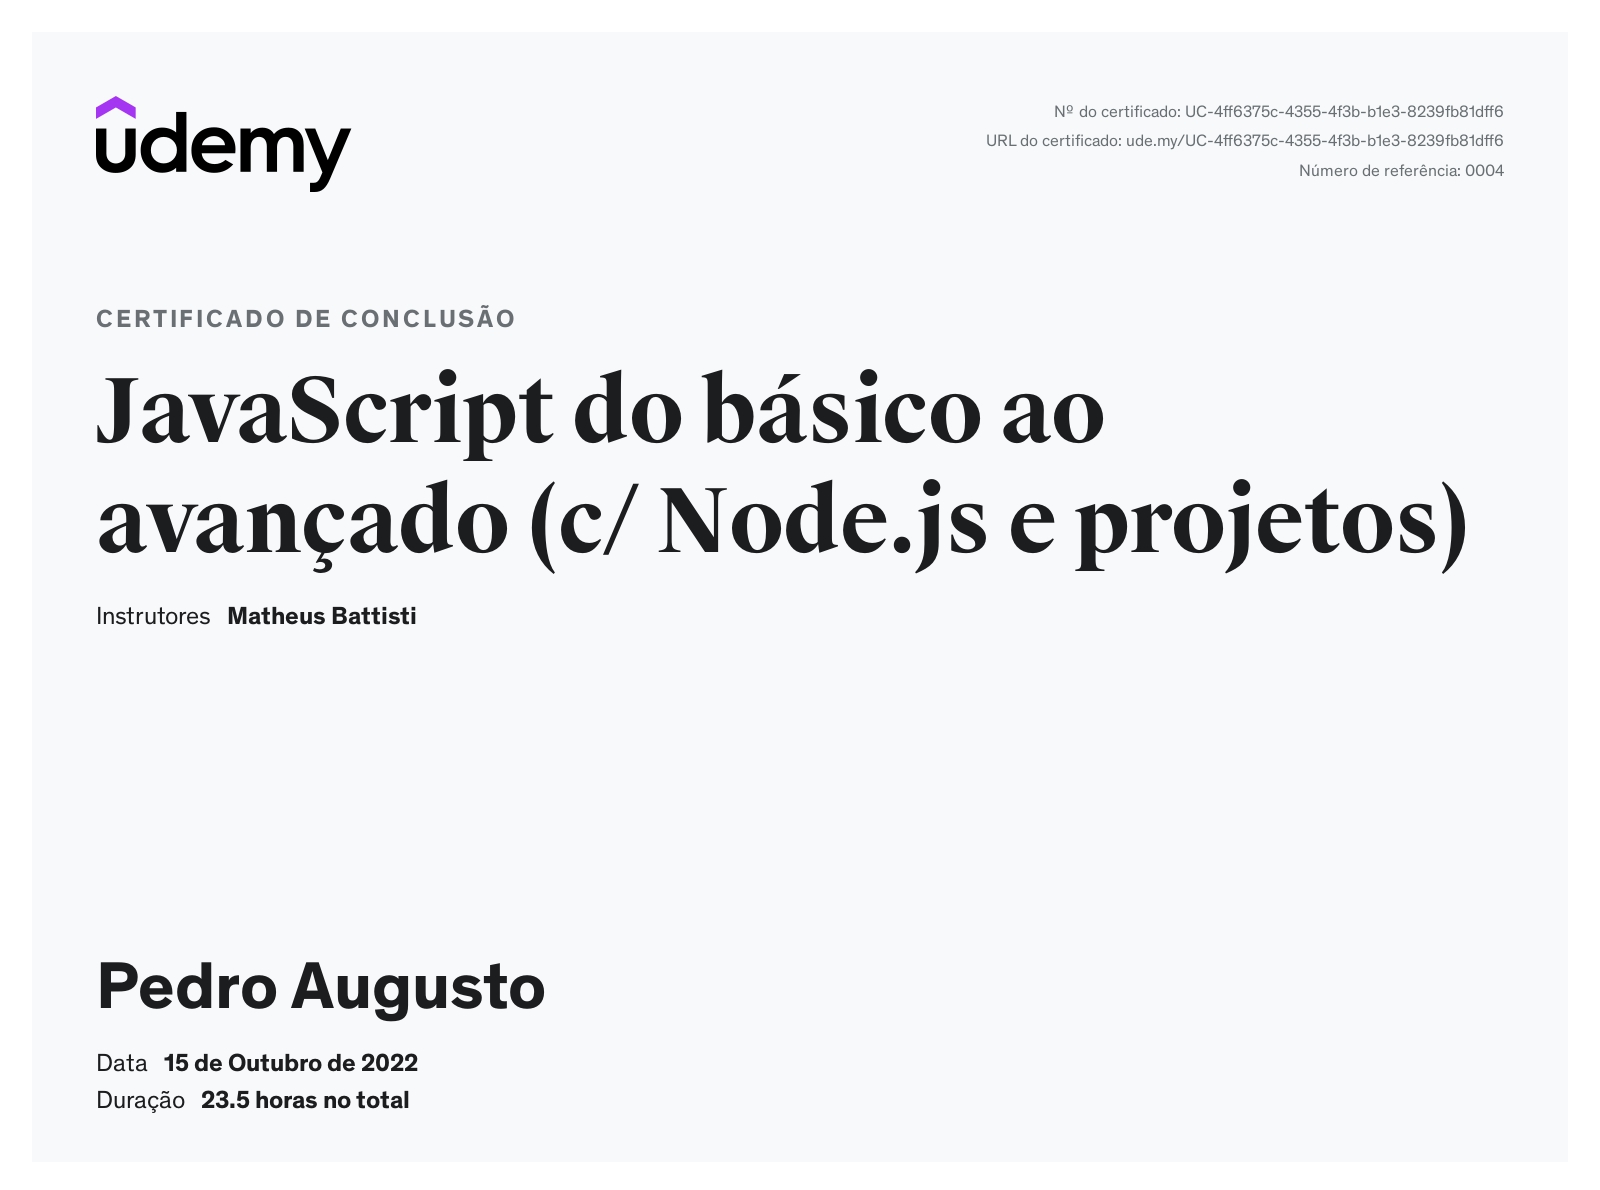 udemy
Nº do certificado: UC-4ff6375c-4355-4f3b-b1e3-8239fb81dff6
URL do certificado: ude.my/UC-4ff6375c-4355-4f3b-b1e3-8239fb81dff6
Número de referência: 0004
CERTIFICADO DE CONCLUSÃO
JavaScript do básico ao
avançado (c/ Node.js e projetos)
Instrutores Matheus Battisti
Pedro Augusto
Data 15 de Outubro de 2022
Duração 23.5 horas no total